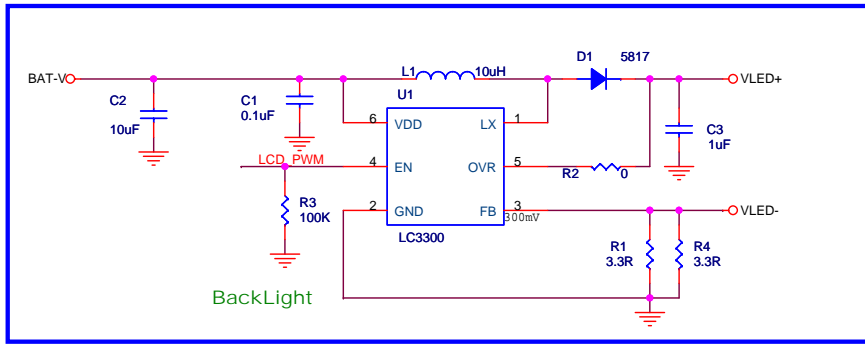 D1 5817
BAT-V
L1 10uH
VLED+
C2
10uF
C1
0.1uF
U1
6 VDD LX 1
C3
1uF
LCD_PWM
4 EN OVR 5
R2 0
R3
100K
2 GND FB 3
300mV
VLED-
LC3300
R1
3.3R
R4
3.3R
BackLight